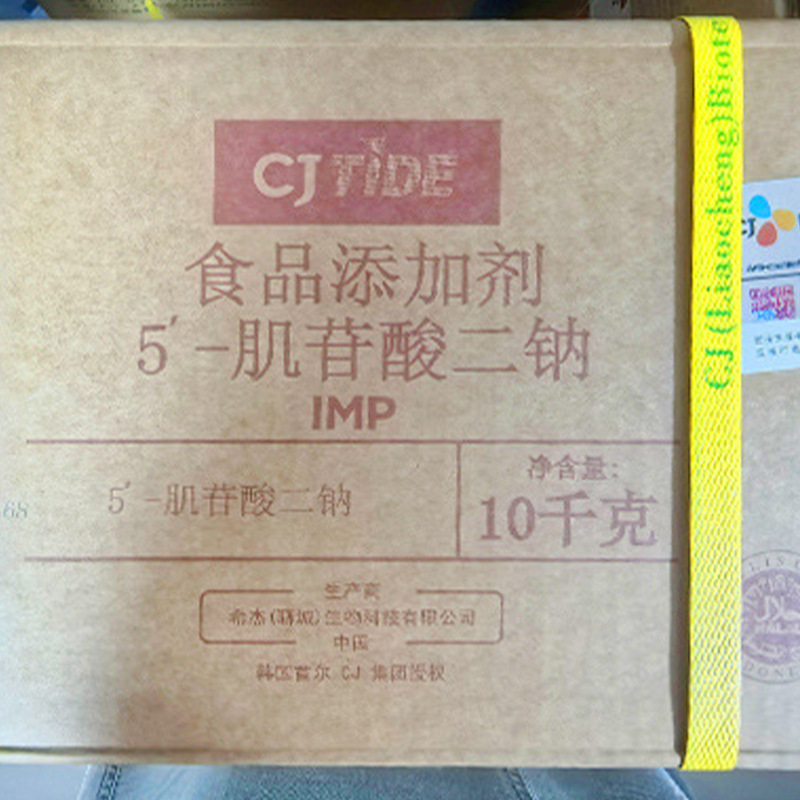 CJ TIDE
食品添加剂
5′-肌苷酸二钠
IMP
5′-肌苷酸二钠
净含量:
10千克
68
生产商
希杰(聊城)生物科技有限公司
中国
韩国首尔 CJ 集团授权
CJ (Liaocheng)Biote
CJ